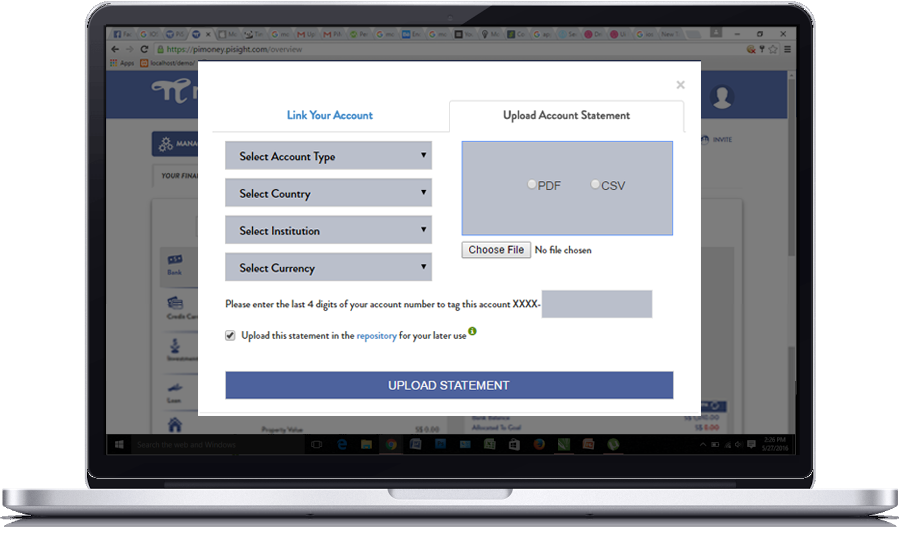 https://pimoney.pisight.com/overview
Apps localhost/demo/
×
Link Your Account
Upload Account Statement
INVITE
Select Account Type
PDF
CSV
YOUR
Select Country
Select Institution
Choose File No file chosen
Select Currency
Bank
Please enter the last 4 digits of your account number to tag this account XXXX-
Upload this statement in the repository for your later use
Loan
UPLOAD STATEMENT
Bank Balance
Property Value S$ 0.00
Allocated To Goal S$ 0.00
Search the web and Windows
2:26 PM
5/27/2016